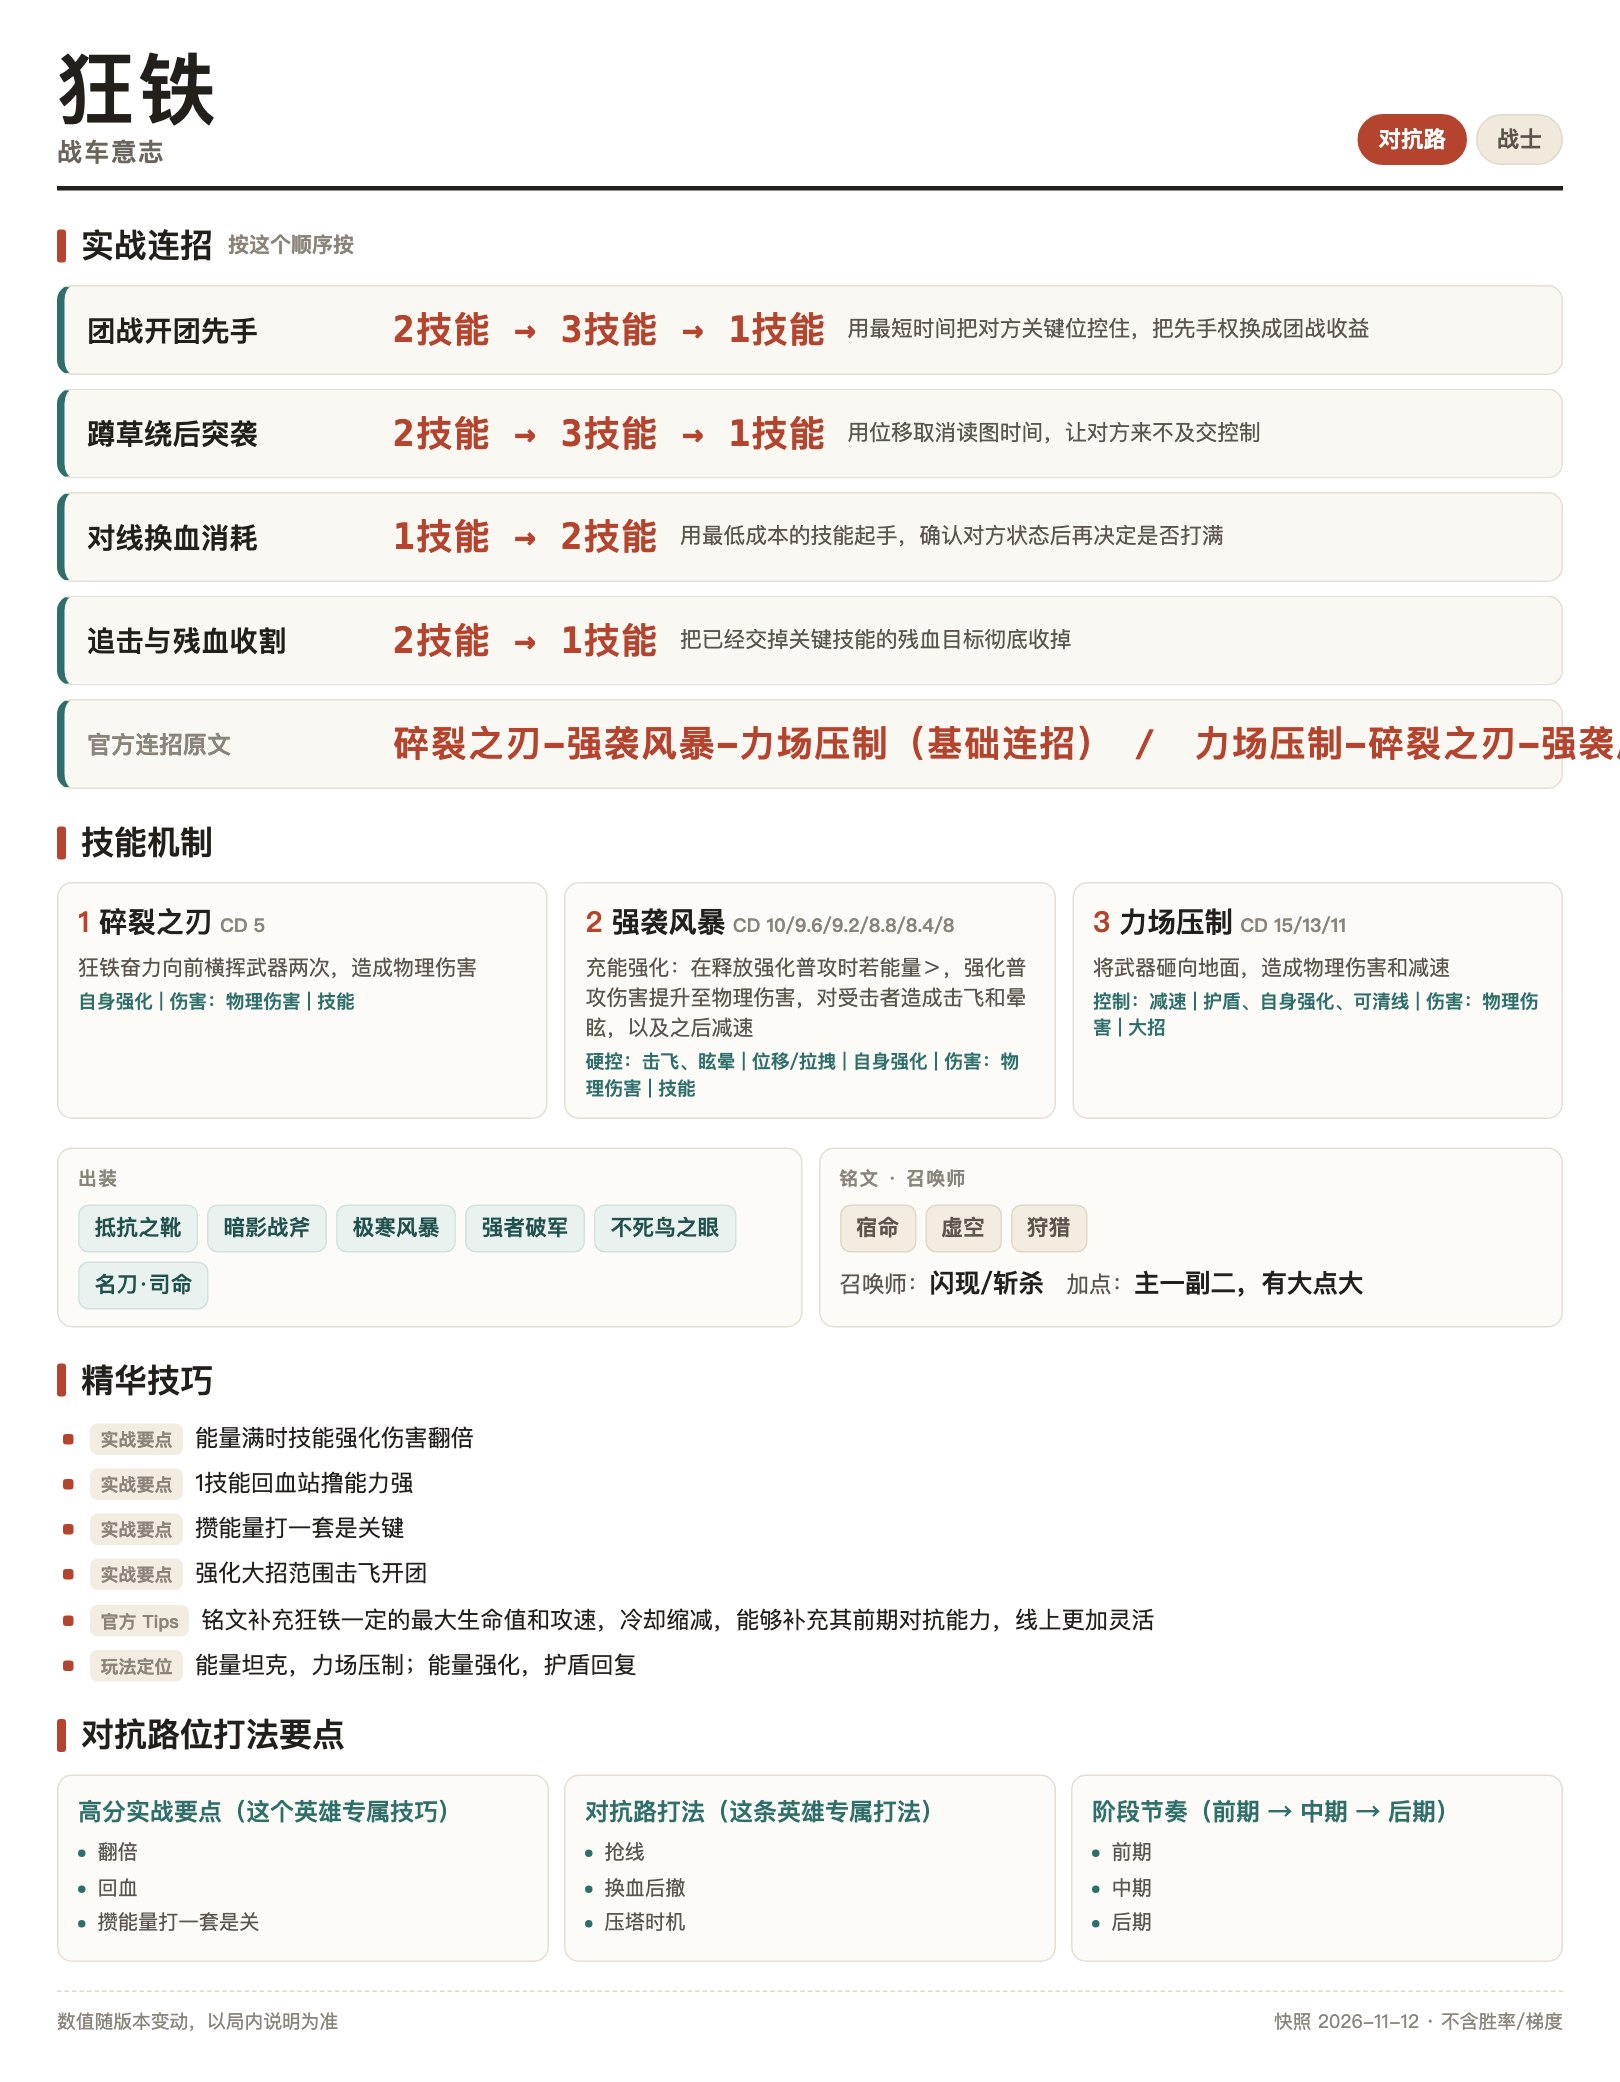 狂铁
战车意志
对抗路
战士
实战连招 按这个顺序按
团战开团先手 2技能 → 3技能 → 1技能 用最短时间把对方关键位控住，把先手权换成团战收益
蹲草绕后突袭 2技能 → 3技能 → 1技能 用位移取消读图时间，让对方来不及交控制
对线换血消耗 1技能 → 2技能 用最低成本的技能起手，确认对方状态后再决定是否打满
追击与残血收割 2技能 → 1技能 把已经交掉关键技能的残血目标彻底收掉
官方连招原文 碎裂之刃–强袭风暴–力场压制（基础连招） / 力场压制–碎裂之刃–强袭
技能机制
1 碎裂之刃 CD 5
狂铁奋力向前横挥武器两次，造成物理伤害
自身强化 | 伤害：物理伤害 | 技能
2 强袭风暴 CD 10/9.6/9.2/8.8/8.4/8
充能强化：在释放强化普攻时若能量>，强化普
攻伤害提升至物理伤害，对受击者造成击飞和晕
眩，以及之后减速
硬控：击飞、眩晕 | 位移/拉拽 | 自身强化 | 伤害：物
理伤害 | 技能
3 力场压制 CD 15/13/11
将武器砸向地面，造成物理伤害和减速
控制：减速 | 护盾、自身强化、可清线 | 伤害：物理伤
害 | 大招
出装
抵抗之靴 暗影战斧 极寒风暴 强者破军 不死鸟之眼
名刀·司命
铭文 · 召唤师
宿命 虚空 狩猎
召唤师：闪现/斩杀 加点：主一副二，有大点大
精华技巧
实战要点 能量满时技能强化伤害翻倍
实战要点 1技能回血站撸能力强
实战要点 攒能量打一套是关键
实战要点 强化大招范围击飞开团
官方 Tips 铭文补充狂铁一定的最大生命值和攻速，冷却缩减，能够补充其前期对抗能力，线上更加灵活
玩法定位 能量坦克，力场压制；能量强化，护盾回复
对抗路位打法要点
高分实战要点（这个英雄专属技巧）
翻倍
回血
攒能量打一套是关
对抗路打法（这条英雄专属打法）
抢线
换血后撤
压塔时机
阶段节奏（前期 → 中期 → 后期）
前期
中期
后期
数值随版本变动，以局内说明为准
快照 2026–11–12 · 不含胜率/梯度